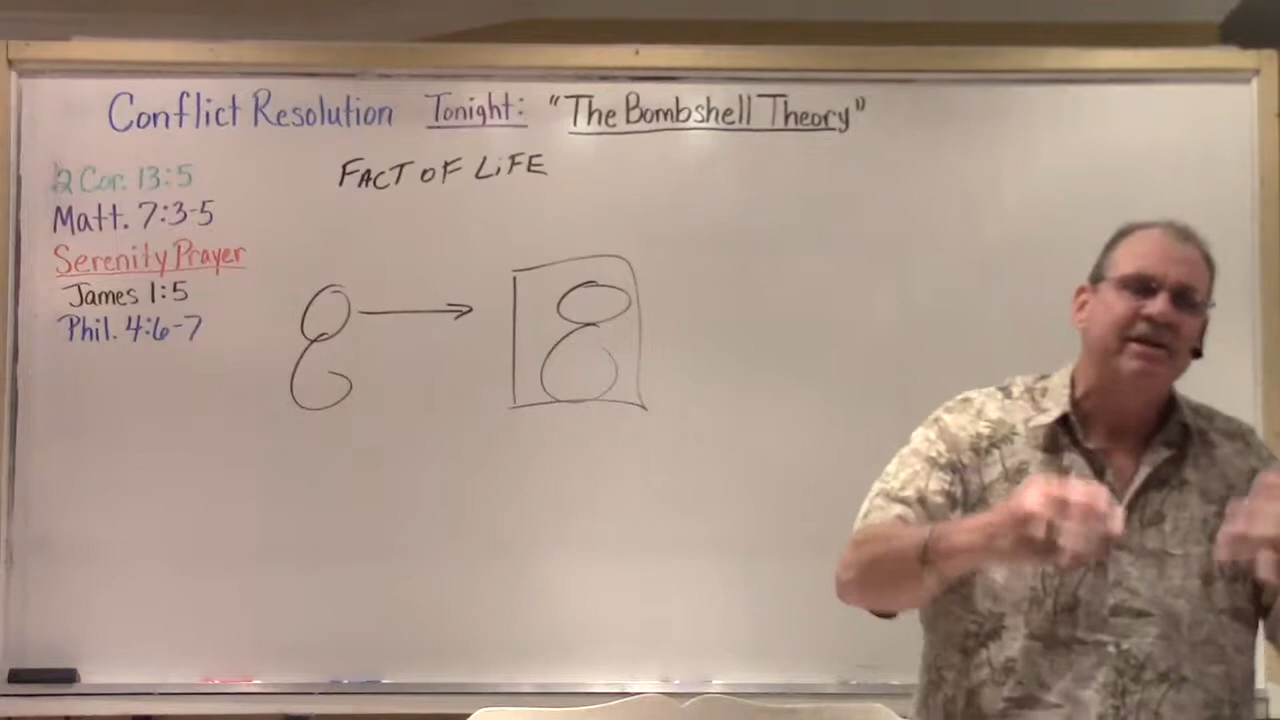 Conflict Resolution Tonight: "The Bombshell Theory"
FACT OF LiFE
2 Cor. 13:5
Matt. 7:3-5
Serenity Prayer
James 1:5
Phil. 4:6-7